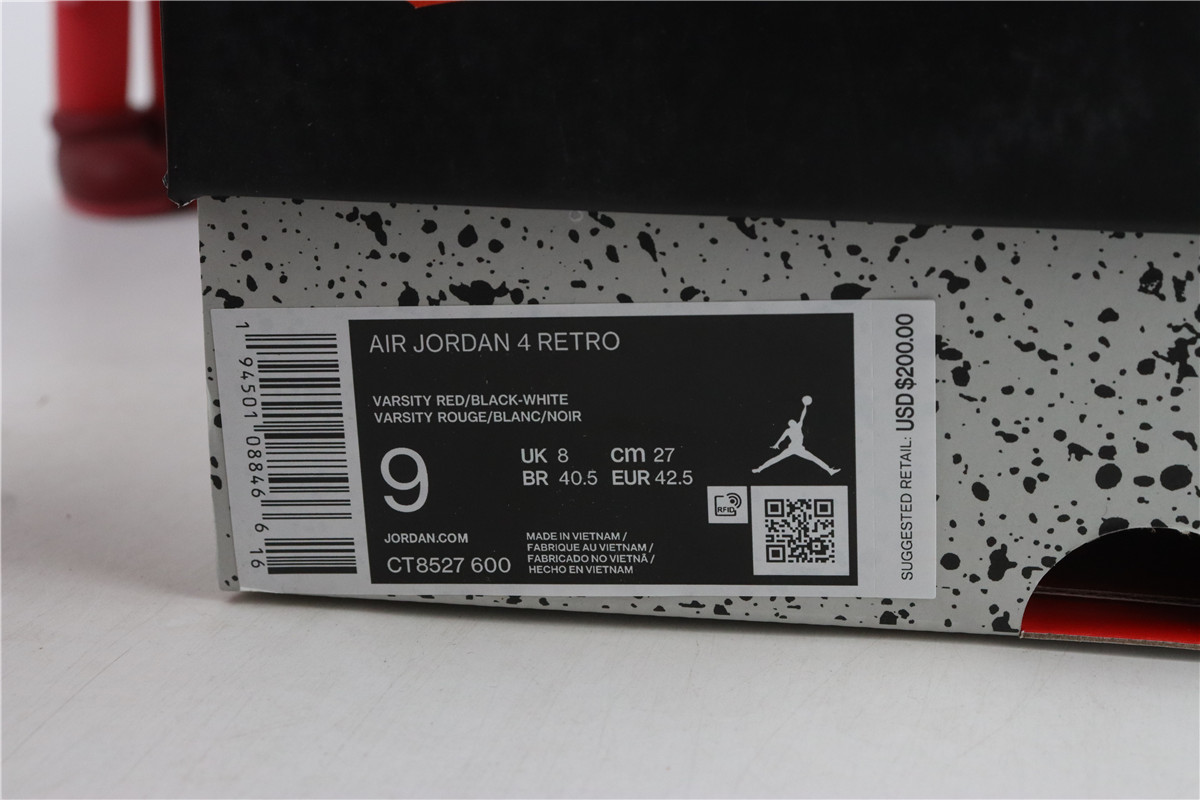 AIR JORDAN 4 RETRO
VARSITY RED/BLACK-WHITE
VARSITY ROUGE/BLANC/NOIR
9
UK 8 cm 27
BR 40.5 EUR 42.5
RFID
JORDAN.COM
CT8527 600
MADE IN VIETNAM /
FABRIQUE AU VIETNAM /
FABRICADO NO VIETNÃ /
HECHO EN VIETNAM
1 94501 08846 6 16
SUGGESTED RETAIL: USD $200.00